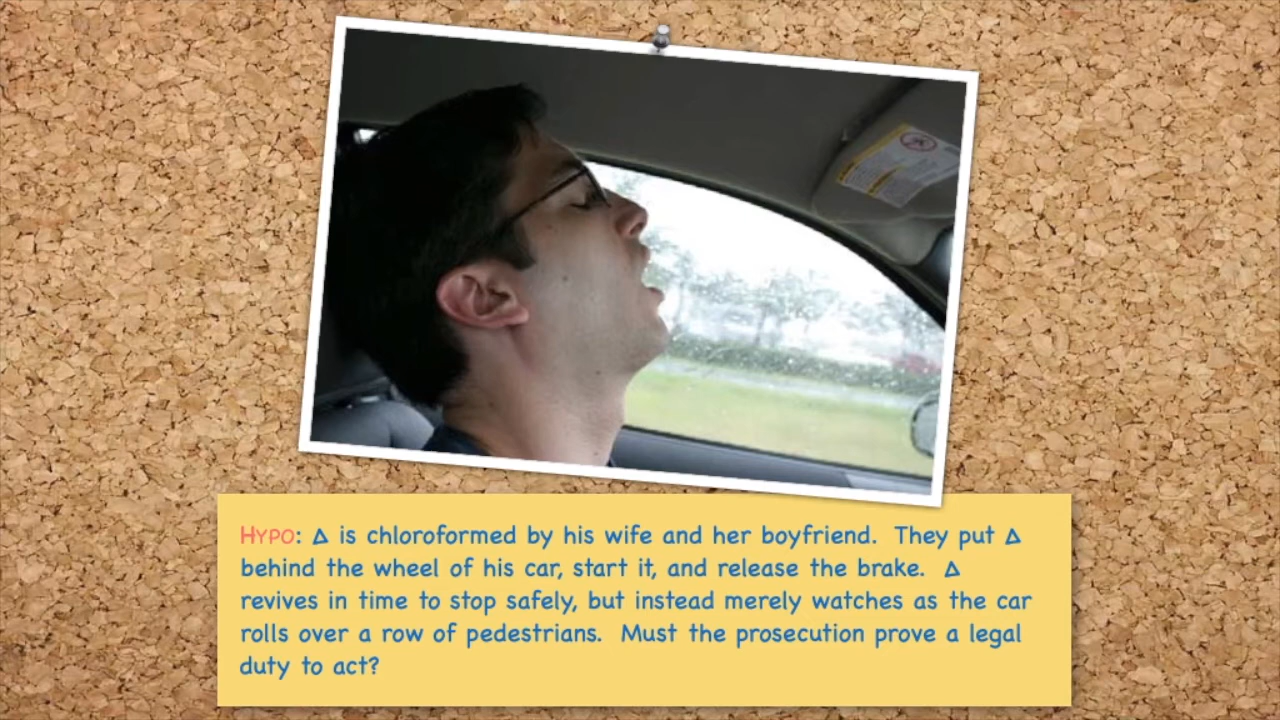 HYPO: Δ is chloroformed by his wife and her boyfriend. They put Δ
behind the wheel of his car, start it, and release the brake. Δ
revives in time to stop safely, but instead merely watches as the car
rolls over a row of pedestrians. Must the prosecution prove a legal
duty to act?